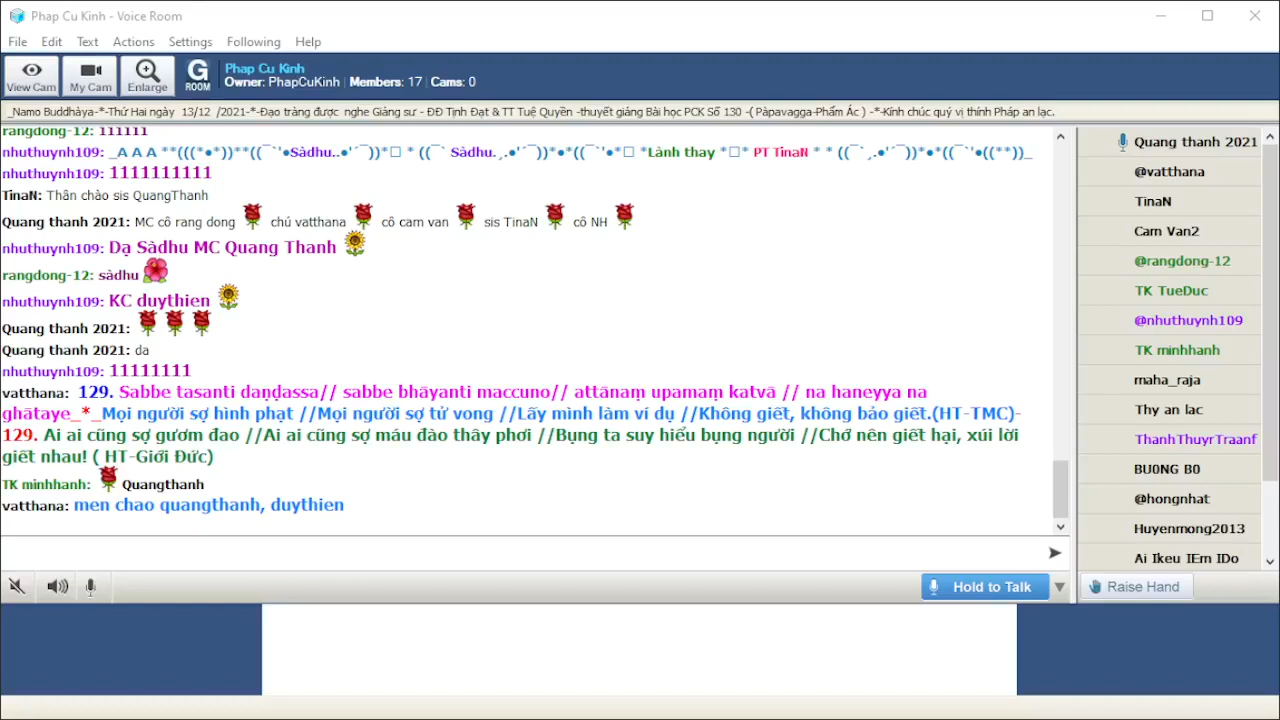 Phap Cu Kinh - Voice Room
File Edit Text Actions Settings Following Help
View Cam My Cam Enlarge G ROOM
Phap Cu Kinh
Owner: PhapCuKinh | Members: 17 | Cams: 0
_Namo Buddhàya-*-Thứ Hai ngày 13/12 /2021-*-Đạo tràng được nghe Giảng sư - ĐĐ Tịnh Đạt & TT Tuệ Quyền -thuyết giảng Bài học PCK Số 130 -( Pàpavagga-Phẩm Ác ) -*-Kính chúc quý vị thính Pháp an lạc.
rangdong-12: 111111
nhuthuynh109: _A A A **(((*●*))**((¯`'●Sàdhu..●'´¯))*□ * ((¯` Sàdhu.¸.●'´¯))*●*((¯`'●*□ *Lành thay *□* PT TinaN * * ((¯`¸.●'´¯))*●*((¯`'●((**))_
nhuthuynh109: 11111111111
TinaN: Thân chào sis QuangThanh
Quang thanh 2021: MC cô rang dong chú vatthana cô cam van sis TinaN cô NH
nhuthuynh109: Dạ Sàdhu MC Quang Thanh
rangdong-12: sàdhu
nhuthuynh109: KC duythien
Quang thanh 2021:
Quang thanh 2021: da
nhuthuynh109: 11111111
vatthana: 129. Sabbe tasanti daṇḍassa// sabbe bhāyanti maccuno// attānaṃ upamaṃ katvā // na haneyya na
ghātaye_*_Mọi người sợ hình phạt //Mọi người sợ tử vong //Lấy mình làm ví dụ //Không giết, không bảo giết.(HT-TMC)-
129. Ai ai cũng sợ gươm đao //Ai ai cũng sợ máu đào thây phơi //Bụng ta suy hiểu bụng người //Chớ nên giết hại, xúi lời
giết nhau! ( HT-Giới Đức)
TK minhhanh: Quangthanh
vatthana: men chao quangthanh, duythien
Hold to Talk
Quang thanh 2021
@vatthana
TinaN
Cam Van2
@rangdong-12
TK TueDuc
@nhuthuynh109
TK minhhanh
maha_raja
Thy an lac
ThanhThuyrTraanf
BU0NG B0
@hongnhat
Huyenmong2013
Ai Ikeu IEm IDo
Raise Hand